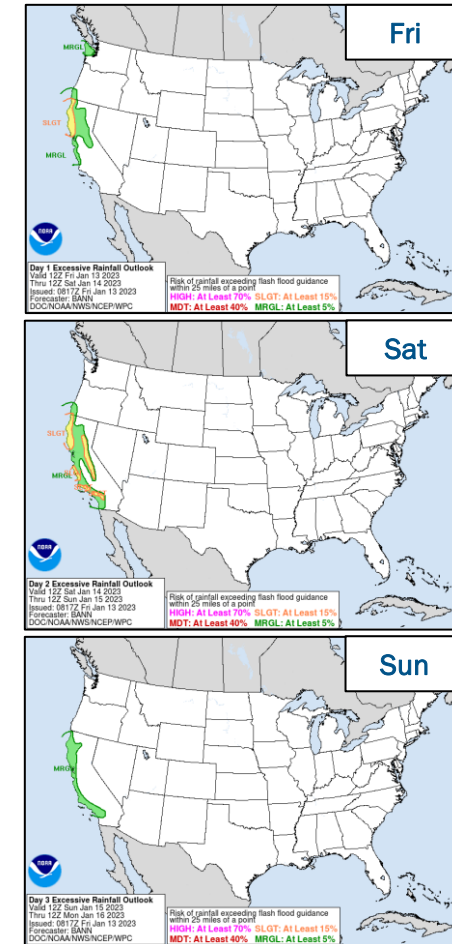 Fri
MRGL
SLGT
MRGL
NOAA
Day 1 Excessive Rainfall Outlook
Valid 12Z Fri Jan 13 2023
Thru 12Z Sat Jan 14 2023
Issued: 0817Z Fri Jan 13 2023
Forecaster: BANN
DOC/NOAA/NWS/NCEP/WPC
Risk of rainfall exceeding flash flood guidance
within 25 miles of a point
HIGH: At Least 70% SLGT: At Least 15%
MDT: At Least 40% MRGL: At Least 5%
Sat
SLGT
MRGL
NOAA
Day 2 Excessive Rainfall Outlook
Valid 12Z Sat Jan 14 2023
Thru 12Z Sun Jan 15 2023
Issued: 0817Z Fri Jan 13 2023
Forecaster: BANN
DOC/NOAA/NWS/NCEP/WPC
Risk of rainfall exceeding flash flood guidance
within 25 miles of a point
HIGH: At Least 70% SLGT: At Least 15%
MDT: At Least 40% MRGL: At Least 5%
Sun
MRGL
NOAA
Day 3 Excessive Rainfall Outlook
Valid 12Z Sun Jan 15 2023
Thru 12Z Mon Jan 16 2023
Issued: 0817Z Fri Jan 13 2023
Forecaster: BANN
DOC/NOAA/NWS/NCEP/WPC
Risk of rainfall exceeding flash flood guidance
within 25 miles of a point
HIGH: At Least 70% SLGT: At Least 15%
MDT: At Least 40% MRGL: At Least 5%